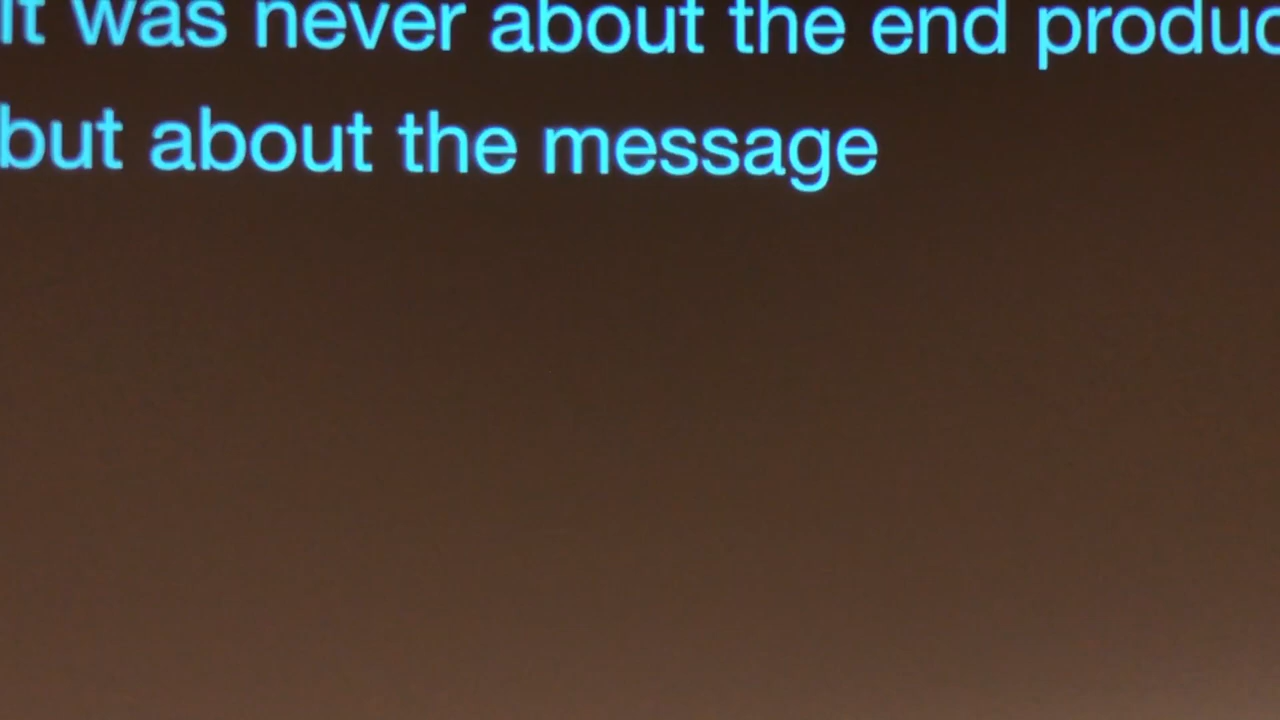 it was never about the end produc
but about the message